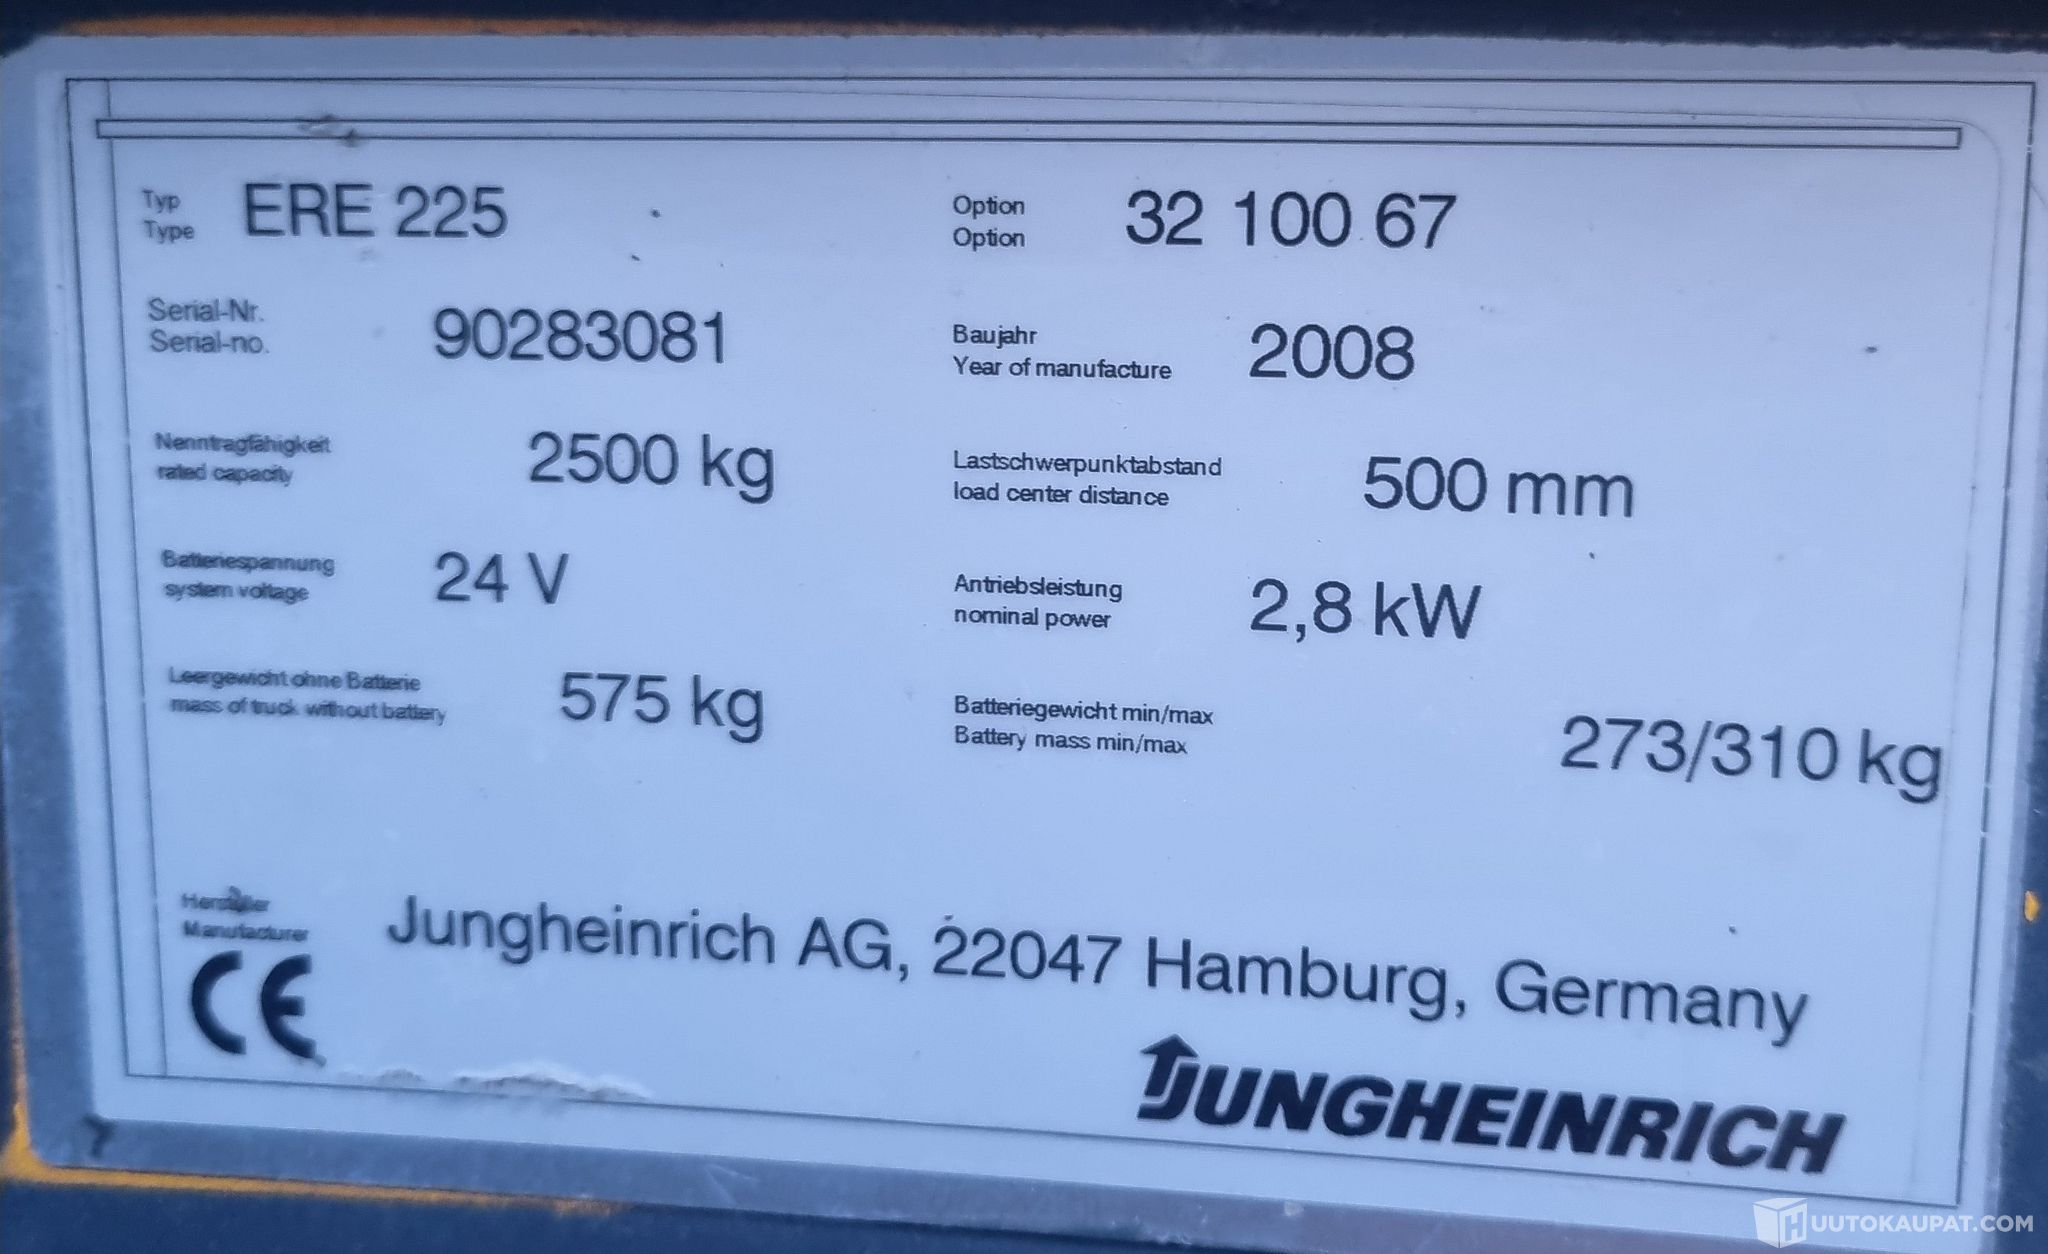 Typ
Type
ERE 225
Option
Option
32 100 67
Serial-Nr.
Serial-no.
90283081
Baujahr
Year of manufacture
2008
Nenntragfähigkeit
rated capacity
2500 kg
Lastschwerpunktabstand
load center distance
500 mm
Batteriespannung
system voltage
24 V
Antriebsleistung
nominal power
2,8 kW
Leergewicht ohne Batterie
mass of truck without battery
575 kg
Batteriegewicht min/max
Battery mass min/max
273/310 kg
Hersteller
Manufacturer
Jungheinrich AG, 22047 Hamburg, Germany
CE
JUNGHEINRICH
HUUTOKAUPAT.COM